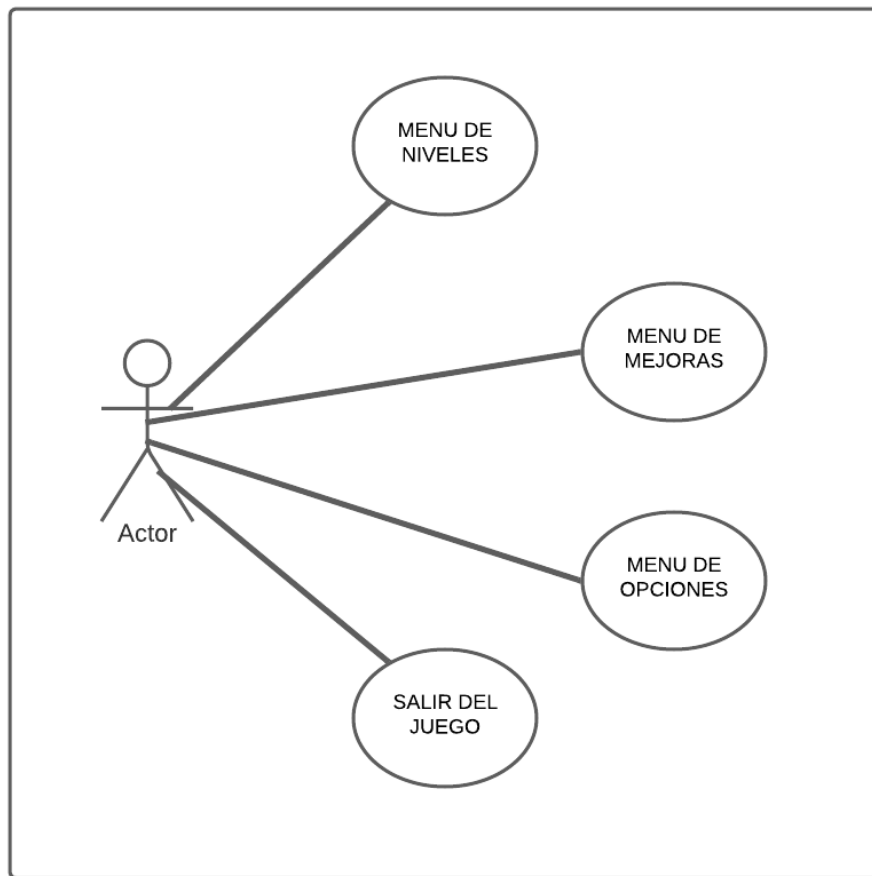 MENU DE
NIVELES
MENU DE
MEJORAS
Actor
MENU DE
OPCIONES
SALIR DEL
JUEGO